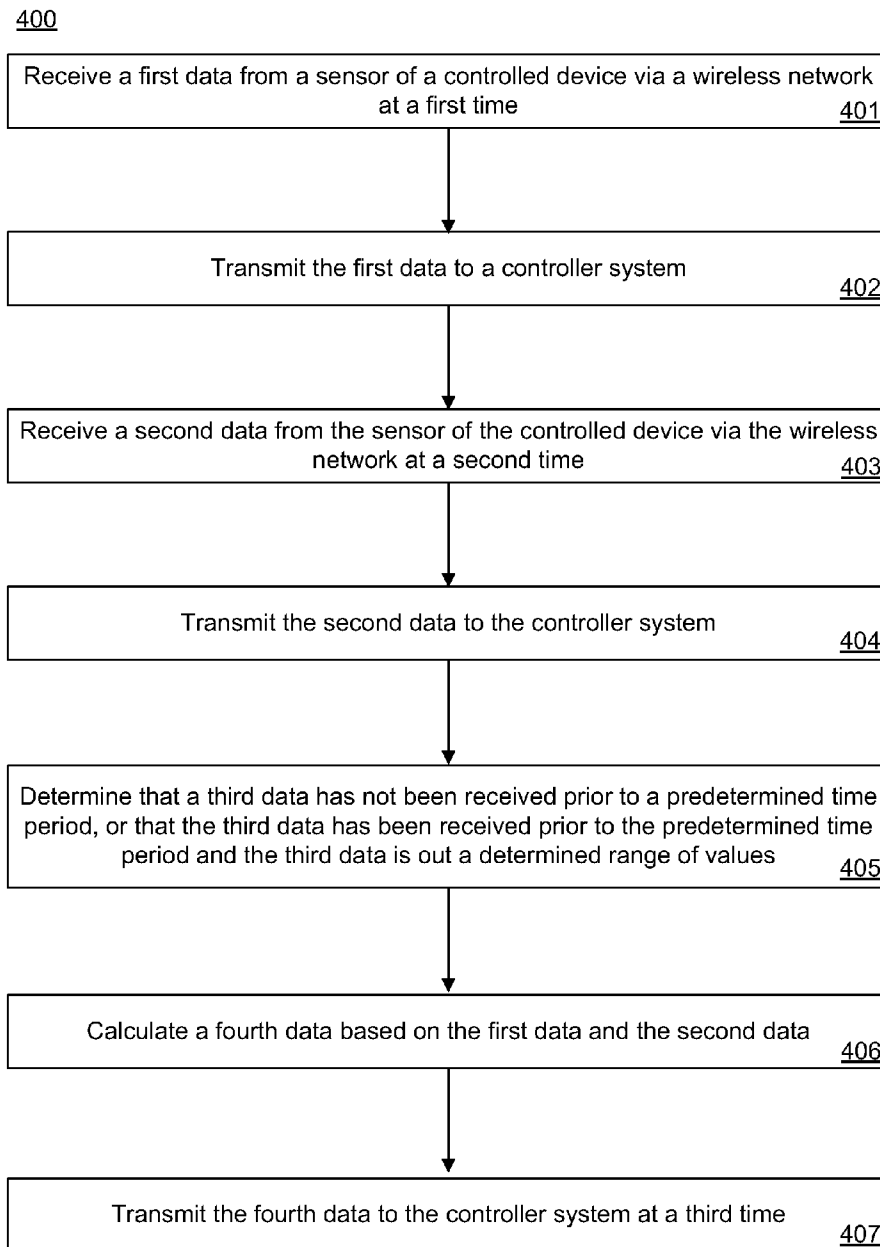 400
Receive a first data from a sensor of a controlled device via a wireless network
at a first time
401
Transmit the first data to a controller system
402
Receive a second data from the sensor of the controlled device via the wireless
network at a second time
403
Transmit the second data to the controller system
404
Determine that a third data has not been received prior to a predetermined time
period, or that the third data has been received prior to the predetermined time
period and the third data is out a determined range of values
405
Calculate a fourth data based on the first data and the second data
406
Transmit the fourth data to the controller system at a third time
407